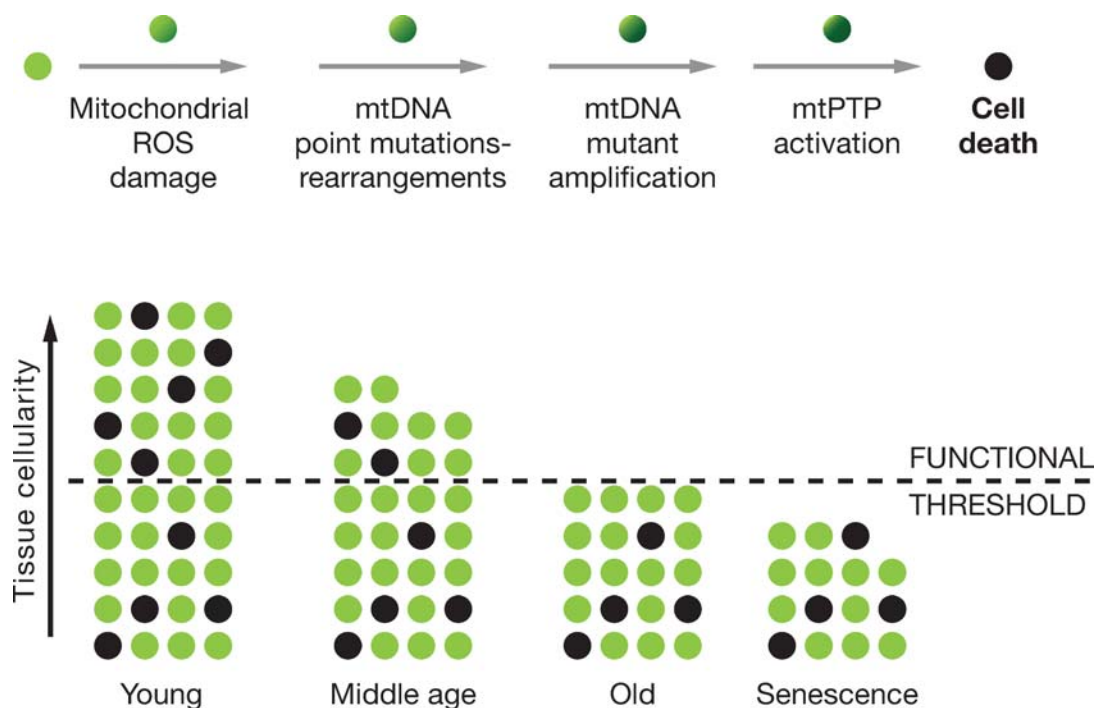 Mitochondrial
ROS
damage
mtDNA
point mutations-
rearrangements
mtDNA
mutant
amplification
mtPTP
activation
Cell
death
Tissue cellularity
FUNCTIONAL
THRESHOLD
Young
Middle age
Old
Senescence